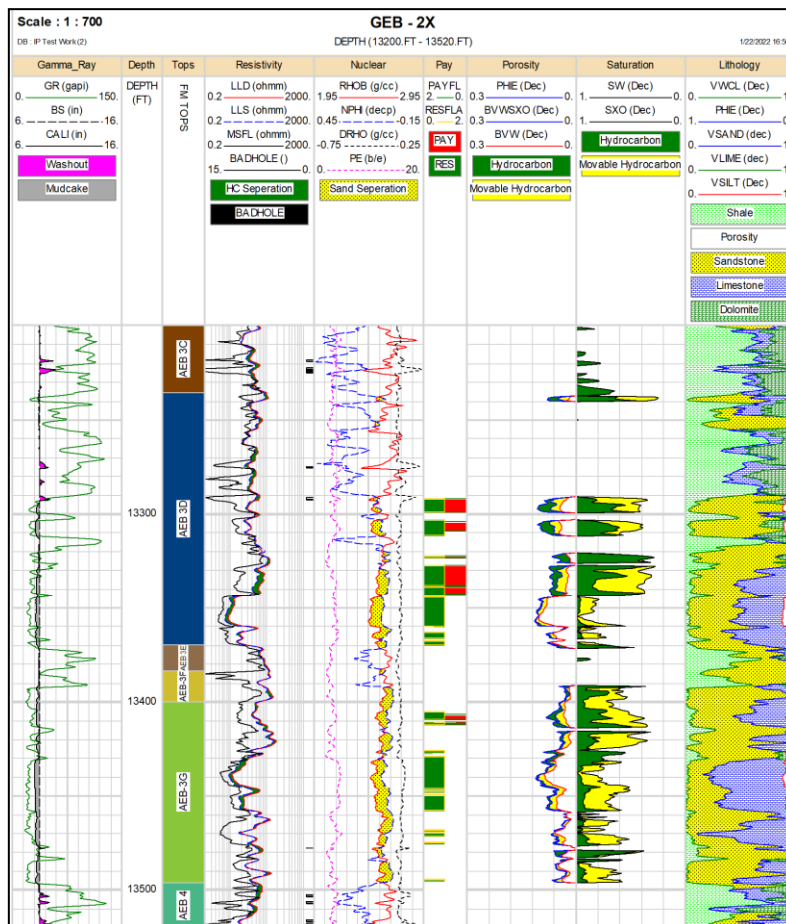 Scale : 1 : 700
GEB - 2X
DB : IP Test Work(2)
DEPTH (13200.FT - 13520.FT)
1/22/2022 16:5
Gamma_Ray Depth Tops Resistivity Nuclear Pay Porosity Saturation Lithology
GR (gapi)
0. 150.
BS (in)
6. 16.
CALI (in)
6. 16.
Washout
Mudcake
DEPTH
(FT)
FM TOPS
LLD (ohmm)
0.2 2000.
LLS (ohmm)
0.2 2000.
MSFL (ohmm)
0.2 2000.
BADHOLE ()
15. 0.
HC Seperation
BADHOLE
RHOB (g/cc)
1.95 2.95
NPHI (decp)
0.45 -0.15
DRHO (g/cc)
-0.75 0.25
PE (b/e)
0. 20.
Sand Seperation
PAYFL
2. 0.
RESFLA
0. 2.
PAY
RES
PHIE (Dec)
0.3 0.
BVWSXO (Dec)
0.3 0.
BVW (Dec)
0.3 0.
Hydrocarbon
Movable Hydrocarbon
SW (Dec)
1. 0.
SXO (Dec)
1. 0.
Hydrocarbon
Movable Hydrocarbon
VWCL (Dec)
0. 1
PHIE (Dec)
1. 0
VSAND (dec)
0. 1
VLIME (dec)
0. 1
VSILT (Dec)
0. 1
Shale
Porosity
Sandstone
Limestone
Dolomite
AEB 3C
AEB 3D
13300
AEB 3E
AEB-3F
13400
AEB-3G
13500
AEB 4